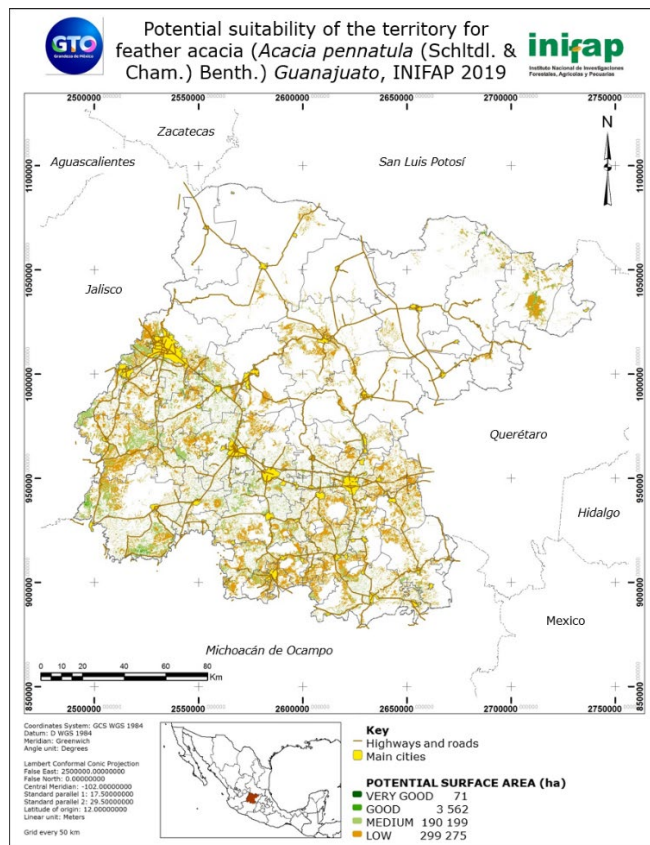 GTO
Grandeza de México
Potential suitability of the territory for
feather acacia (Acacia pennatula (Schltdl. &
Cham.) Benth.) Guanajuato, INIFAP 2019
inifap
Instituto Nacional de Investigaciones
Forestales, Agrícolas y Pecuarias
2500000 2550000 2600000 2650000 2700000 2750000
Zacatecas
N
Aguascalientes
San Luis Potosí
1100000 1100000
1050000 1050000
Jalisco
1000000 1000000
Querétaro
950000 950000
Hidalgo
900000 900000
Mexico
Michoacán de Ocampo
0 5 10 20 40 60 80
Km
850000 850000
2500000 2550000 2600000 2650000 2700000 2750000
Coordinates System: GCS WGS 1984
Datum: D WGS 1984
Meridian: Greenwich
Angle unit: Degrees
Lambert Conformal Conic Projection
False East: 2500000.00000000
False North: 0.00000000
Central Meridian: -102.00000000
Standard parallel 1: 17.50000000
Standard parallel 2: 29.50000000
Latitude of origin: 12.00000000
Linear unit: Meters
Grid every 50 km
Key
Highways and roads
Main cities
POTENTIAL SURFACE AREA (ha)
VERY GOOD 71
GOOD 3 562
MEDIUM 190 199
LOW 299 275